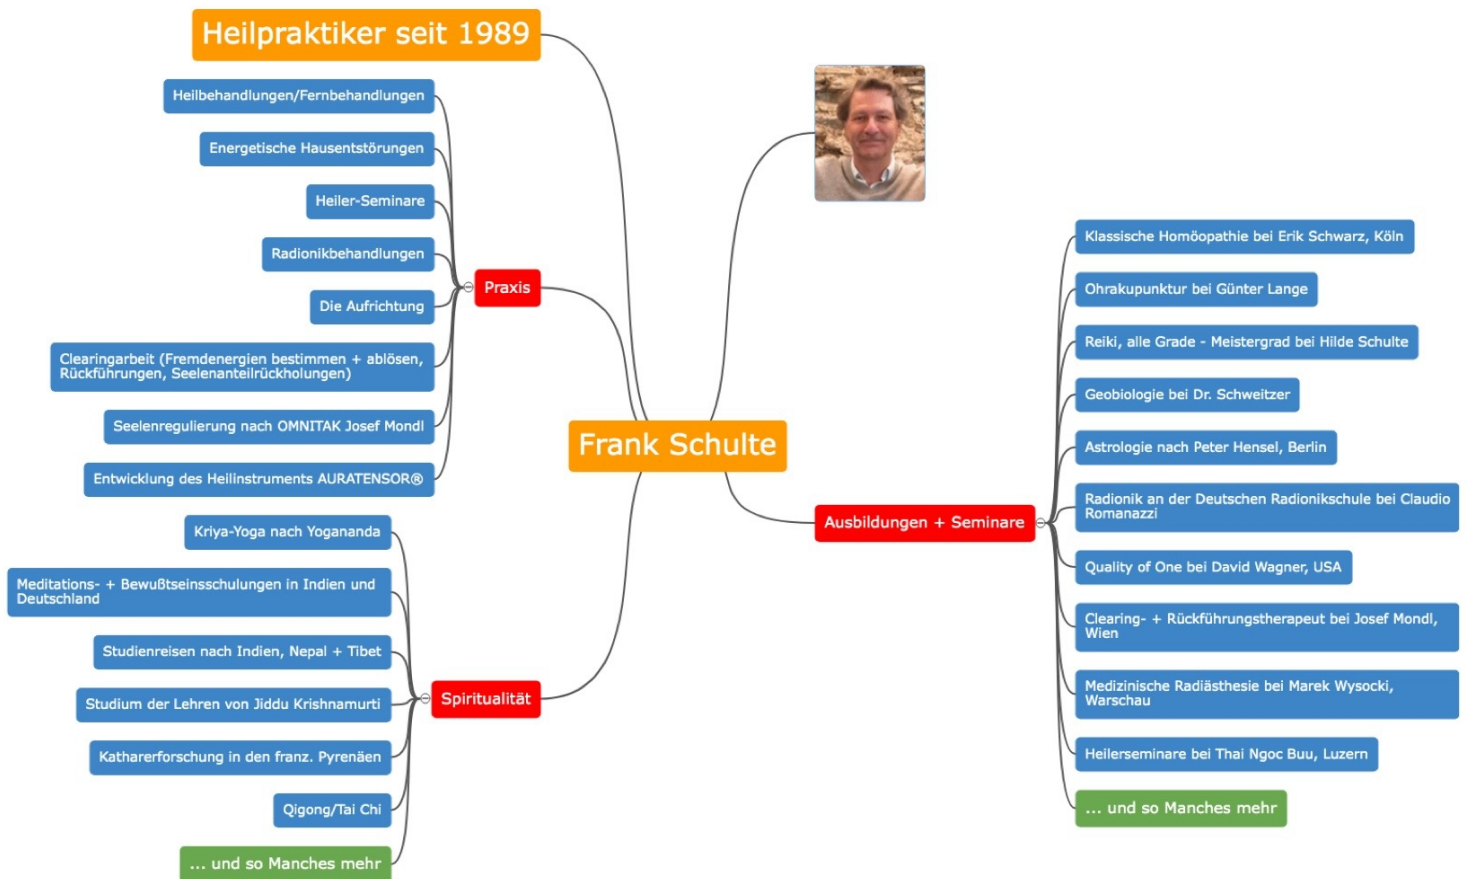 Heilpraktiker seit 1989
Heilbehandlungen/Fernbehandlungen
Energetische Hausentstörungen
Heiler-Seminare
Radionikbehandlungen
Die Aufrichtung
Clearingarbeit (Fremdenergien bestimmen + ablösen,
Rückführungen, Seelenanteilrückholungen)
Seelenregulierung nach OMNITAK Josef Mondl
Entwicklung des Heilinstruments AURATENSOR®
Praxis
Kriya-Yoga nach Yogananda
Meditations- + Bewußtseinsschulungen in Indien und
Deutschland
Studienreisen nach Indien, Nepal + Tibet
Studium der Lehren von Jiddu Krishnamurti
Katharerforschung in den franz. Pyrenäen
Qigong/Tai Chi
... und so Manches mehr
Spiritualität
Frank Schulte
Ausbildungen + Seminare
Klassische Homöopathie bei Erik Schwarz, Köln
Ohrakupunktur bei Günter Lange
Reiki, alle Grade - Meistergrad bei Hilde Schulte
Geobiologie bei Dr. Schweitzer
Astrologie nach Peter Hensel, Berlin
Radionik an der Deutschen Radionikschule bei Claudio
Romanazzi
Quality of One bei David Wagner, USA
Clearing- + Rückführungstherapeut bei Josef Mondl,
Wien
Medizinische Radiästhesie bei Marek Wysocki,
Warschau
Heilerseminare bei Thai Ngoc Buu, Luzern
... und so Manches mehr